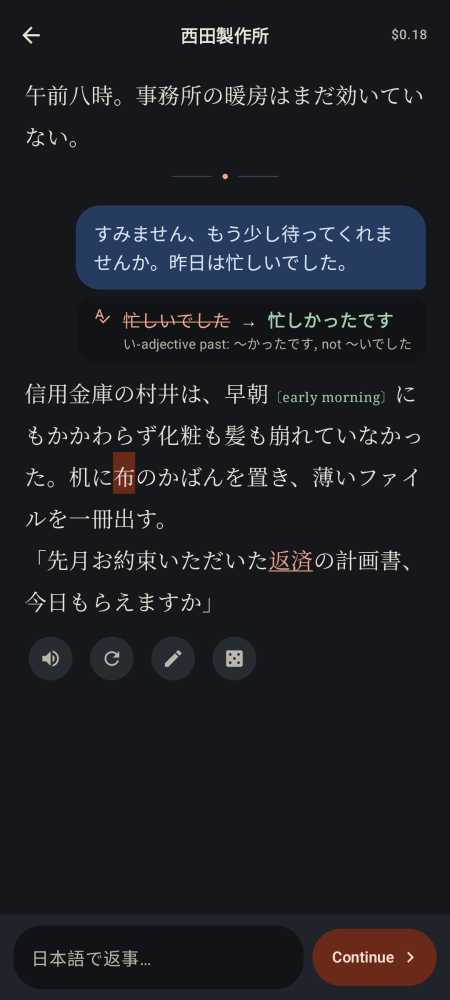 西田製作所
$0.18
午前八時。事務所の暖房はまだ効いてい
ない。
すみません、もう少し待ってくれま
せんか。昨日は忙しいでした。
忙しいでした → 忙しかったです
い-adjective past: 〜かったです, not 〜いでした
信用金庫の村井は、早朝〔early morning〕に
もかかわらず化粧も髪も崩れていなかっ
た。机に布のかばんを置き、薄いファイ
ルを一冊出す。
「先月お約束いただいた返済の計画書、
今日もらえますか」
日本語で返事…
Continue